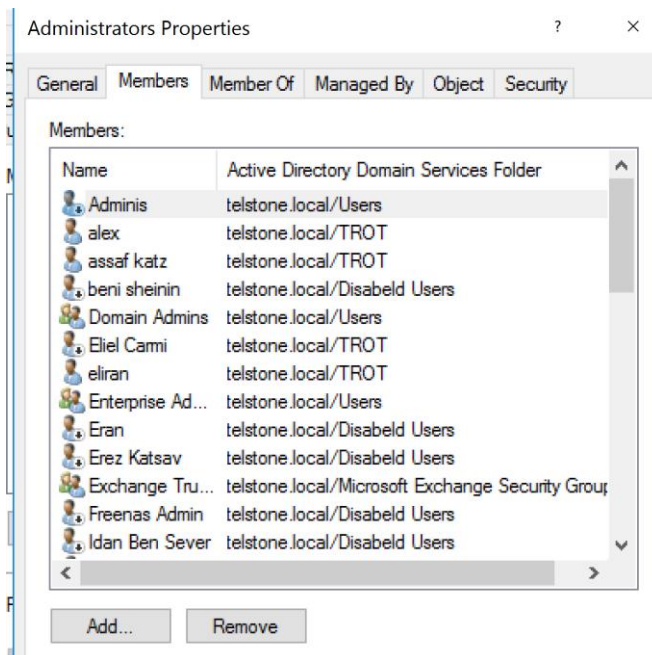 Administrators Properties ?
General Members Member Of Managed By Object Security
Members:
Name Active Directory Domain Services Folder
Adminis telstone.local/Users
alex telstone.local/TROT
assaf katz telstone.local/TROT
beni sheinin telstone.local/Disabeld Users
Domain Admins telstone.local/Users
Eliel Carmi telstone.local/TROT
eliran telstone.local/TROT
Enterprise Ad... telstone.local/Users
Eran telstone.local/Disabeld Users
Erez Katsav telstone.local/Disabeld Users
Exchange Tru... telstone.local/Microsoft Exchange Security Group
Freenas Admin telstone.local/Disabeld Users
Idan Ben Sever telstone.local/Disabeld Users
Add... Remove